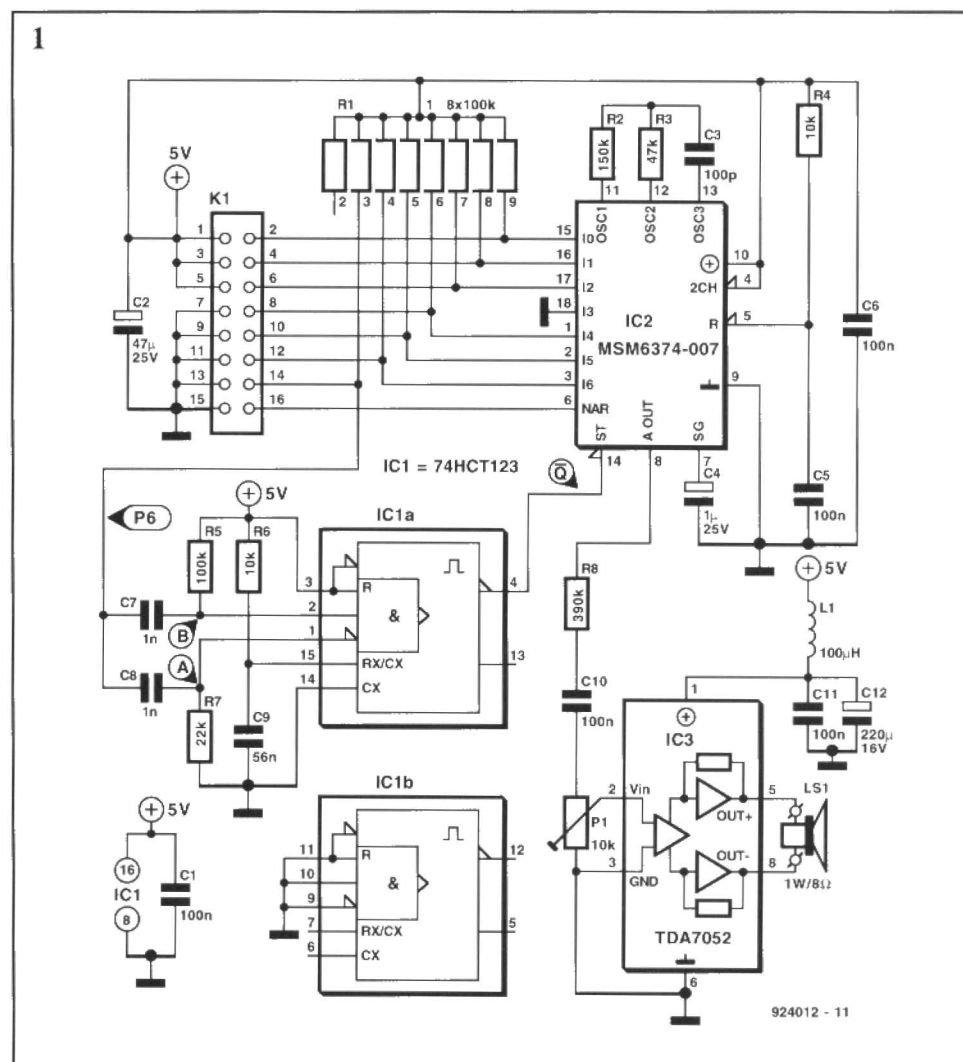 1
R1
1
8x100k
2 3 4 5 6 7 8 9
R2
150k
11
R3
47k
12
C3
100p
13
R4
10k
5V
K1
1 2
3 4
5 6
7 8
9 10
11 12
13 14
15 16
C2
47µ
25V
OSC1
OSC2
OSC3
15 I0
16 I1
17 I2
18 I3
1 I4
2 I5
3 I6
6 NAR
10
2CH 4
R 5
9
IC2
MSM6374-007
ST
A OUT
SG
14
8
7
C6
100n
C4
1µ
25V
C5
100n
IC1 = 74HCT123
Q
P6
5V
R5
100k
R6
10k
C7
1n
B
A
C8
1n
R7
22k
C9
56n
IC1a
3 R
2
1
&
15 RX/CX
14 CX
4
13
R8
390k
C10
100n
P1
10k
5V
L1
100µH
C11
100n
C12
220µ
16V
1
IC3
2 Vin
3 GND
OUT+
OUT-
5
8
LS1
1W/8Ω
TDA7052
6
5V
16
IC1
8
C1
100n
IC1b
11 R
10
9
&
7 RX/CX
6 CX
12
5
924012 - 11